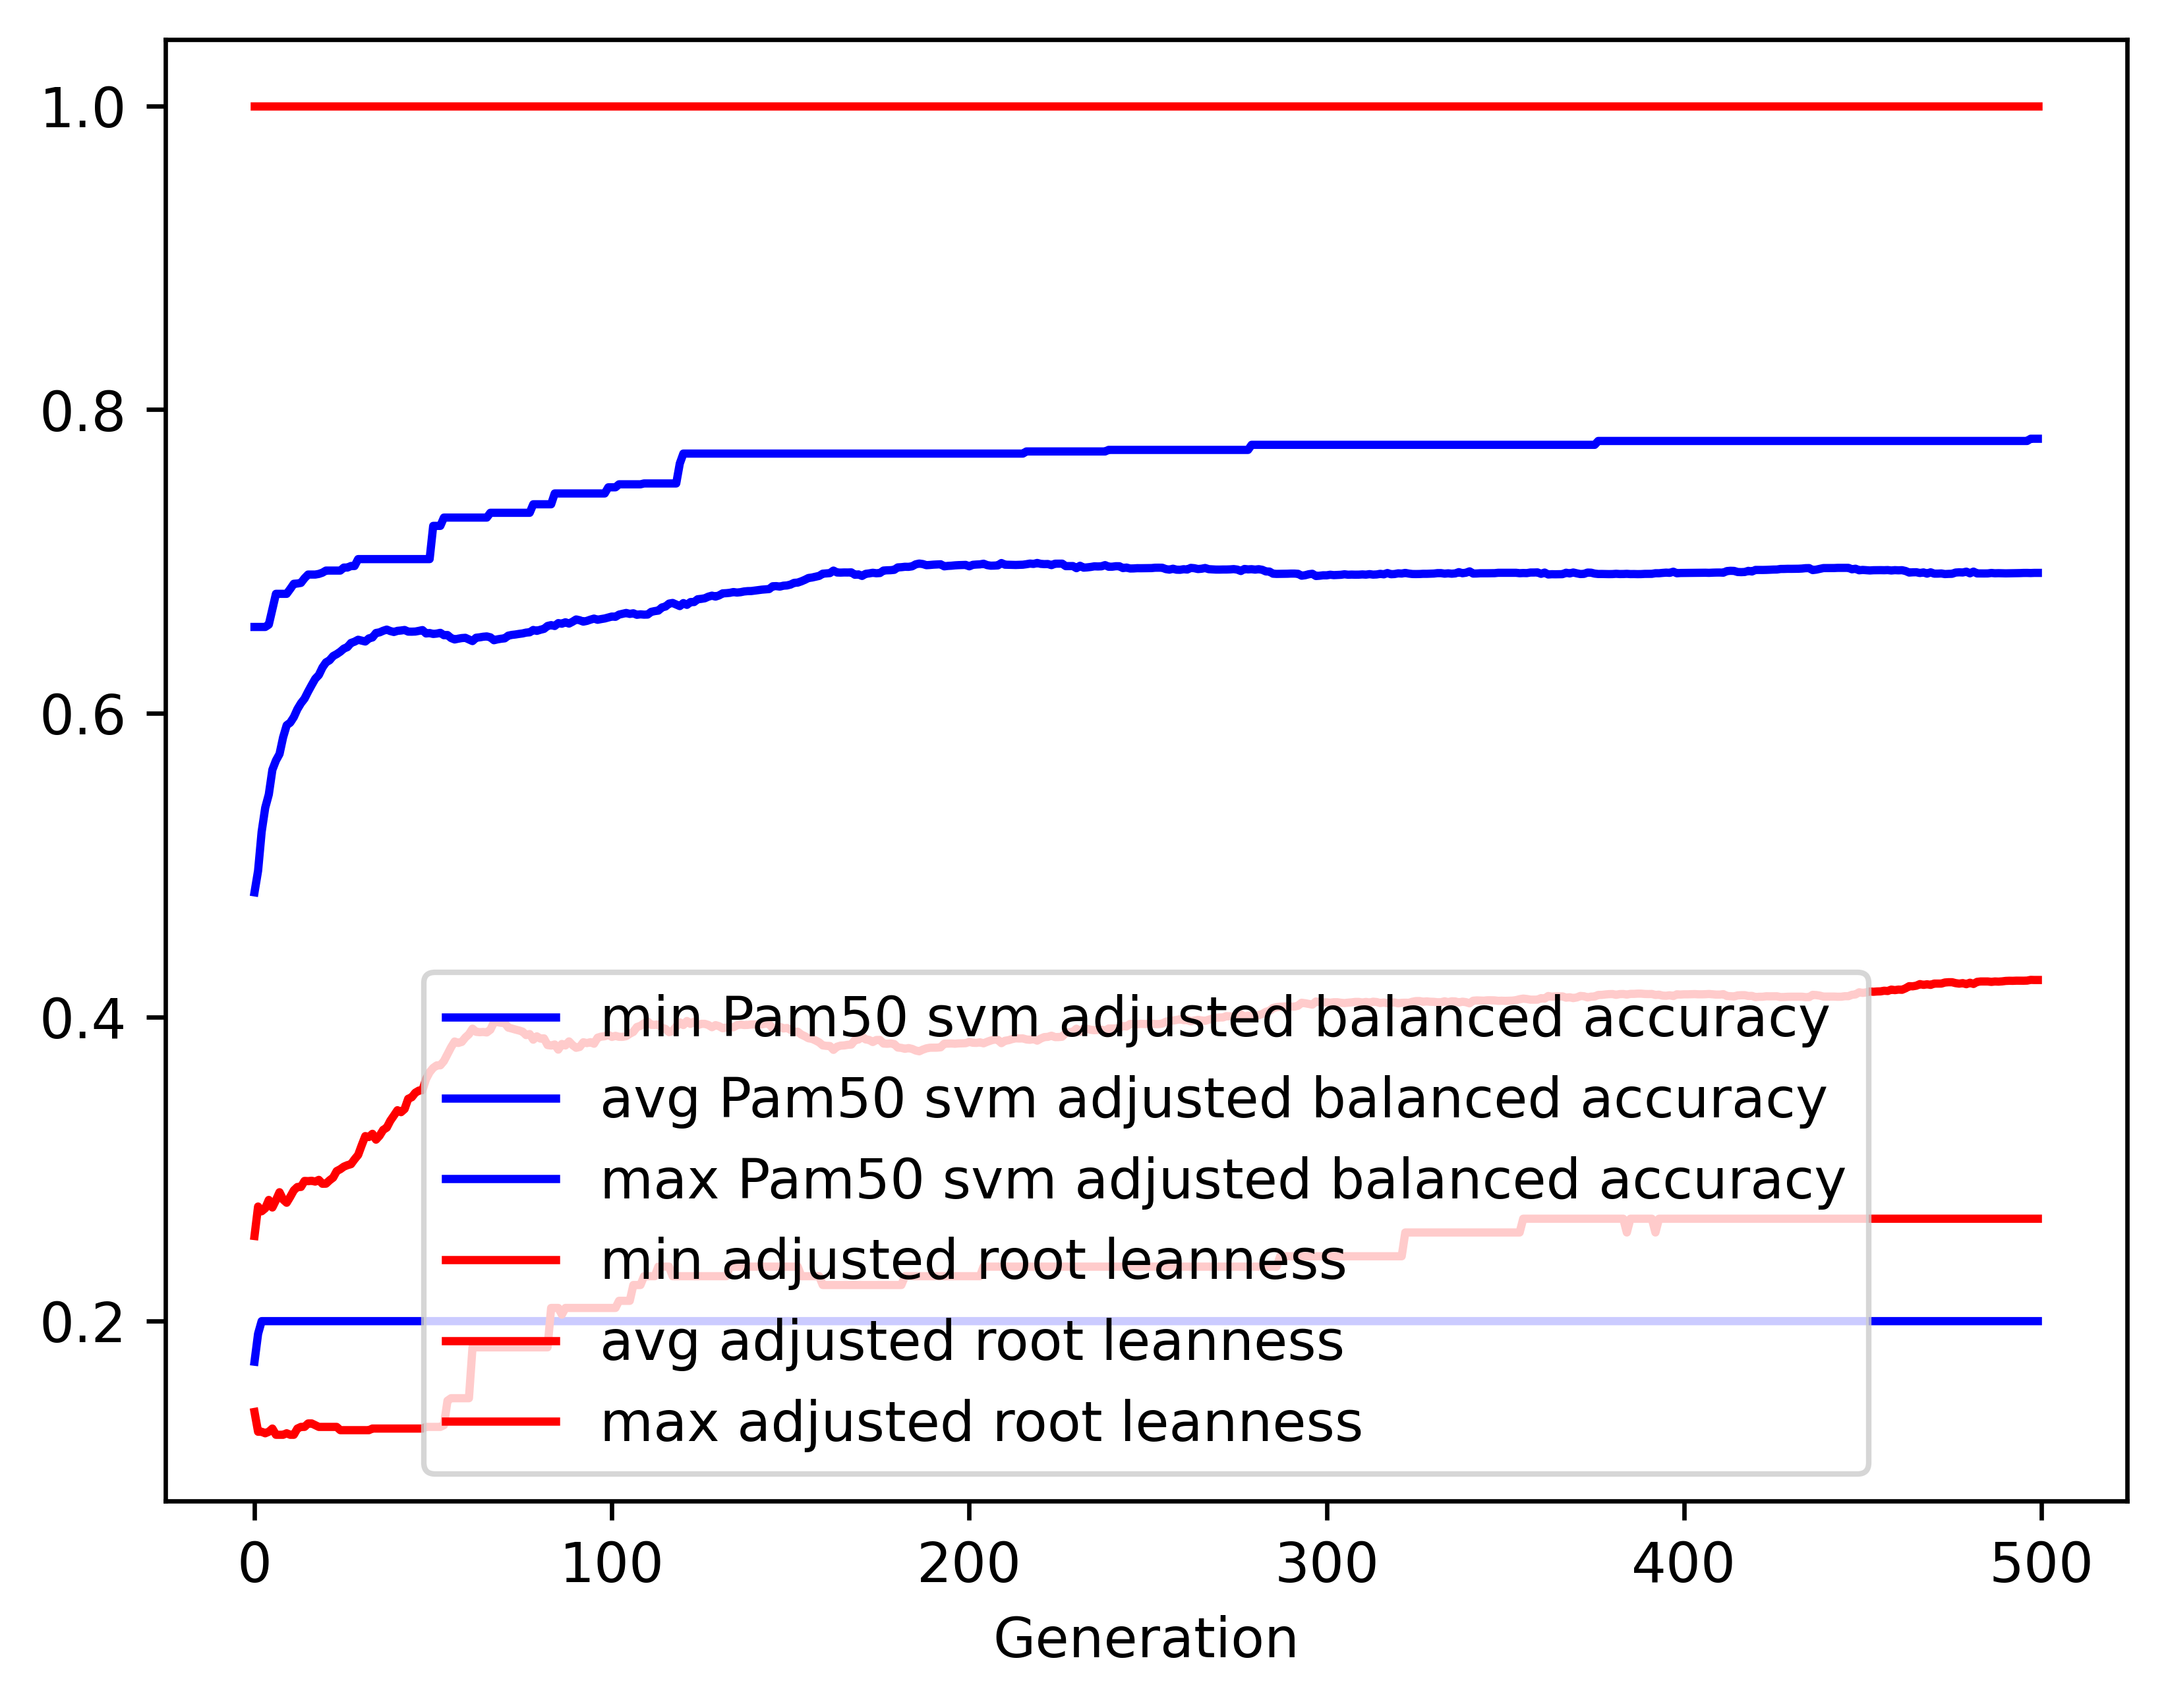 1.0
0.8
0.6
0.4
0.2
min Pam50 svm adjusted balanced accuracy
avg Pam50 svm adjusted balanced accuracy
max Pam50 svm adjusted balanced accuracy
min adjusted root leanness
avg adjusted root leanness
max adjusted root leanness
0 100 200 300 400 500
Generation